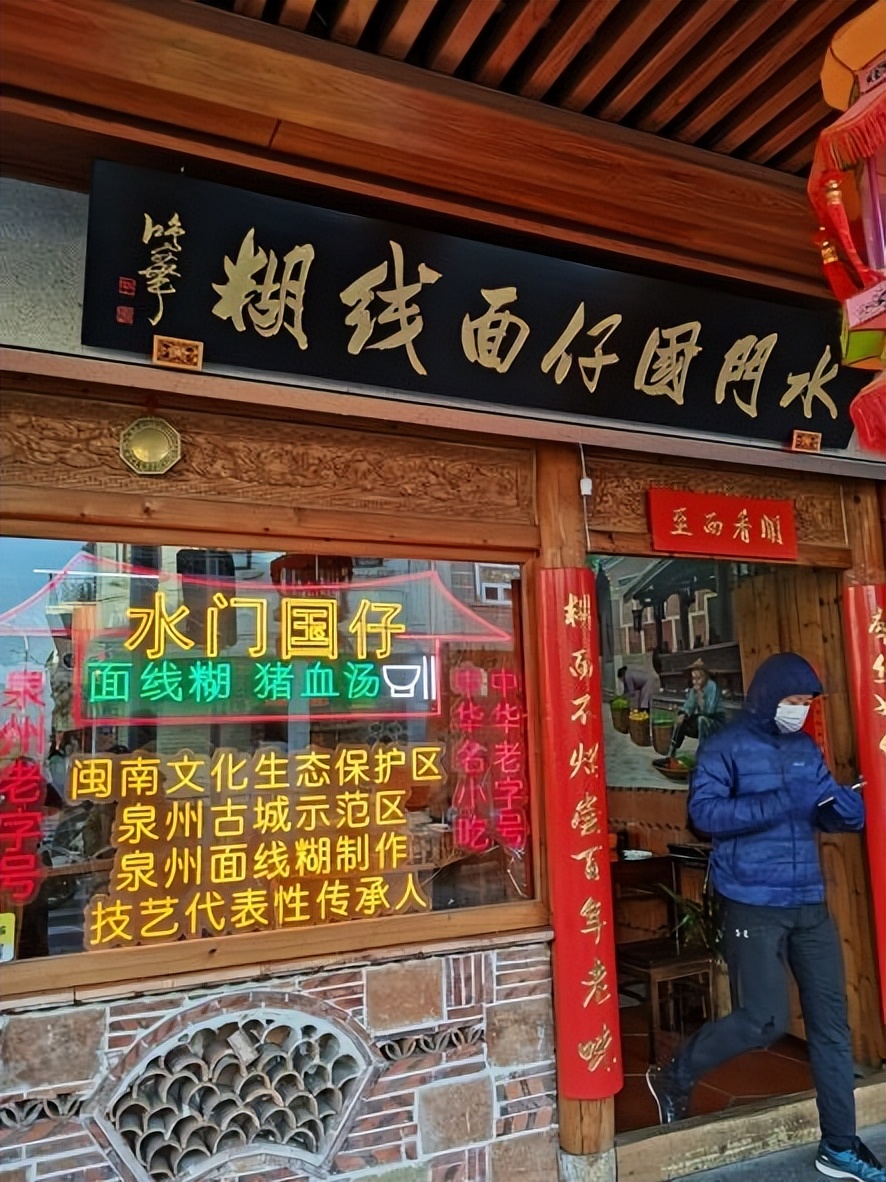 水門國仔面线糊
闻香而至
水门国仔
面线糊 猪血汤
泉州老字号
中华名小吃
中华老字号
闽南文化生态保护区
泉州古城示范区
泉州面线糊制作
技艺代表性传承人
糊面不尝百年老味